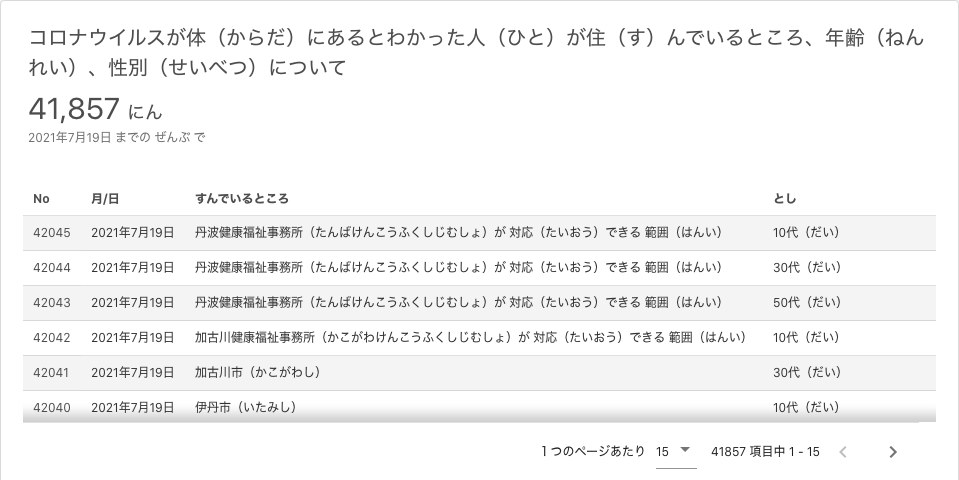 コロナウイルスが体（からだ）にあるとわかった人（ひと）が住（す）んでいるところ、年齢（ねん
れい）、性別（せいべつ）について
41,857 にん
2021年7月19日 までの ぜんぶ で
No 月/日 すんでいるところ とし
42045 2021年7月19日 丹波健康福祉事務所（たんばけんこうふくしじむしょ）が 対応（たいおう）できる 範囲（はんい） 10代（だい）
42044 2021年7月19日 丹波健康福祉事務所（たんばけんこうふくしじむしょ）が 対応（たいおう）できる 範囲（はんい） 30代（だい）
42043 2021年7月19日 丹波健康福祉事務所（たんばけんこうふくしじむしょ）が 対応（たいおう）できる 範囲（はんい） 50代（だい）
42042 2021年7月19日 加古川健康福祉事務所（かこがわけんこうふくしじむしょ）が 対応（たいおう）できる 範囲（はんい） 10代（だい）
42041 2021年7月19日 加古川市（かこがわし） 30代（だい）
42040 2021年7月19日 伊丹市（いたみし） 10代（だい）
1 つのページあたり 15 41857 項目中 1 - 15